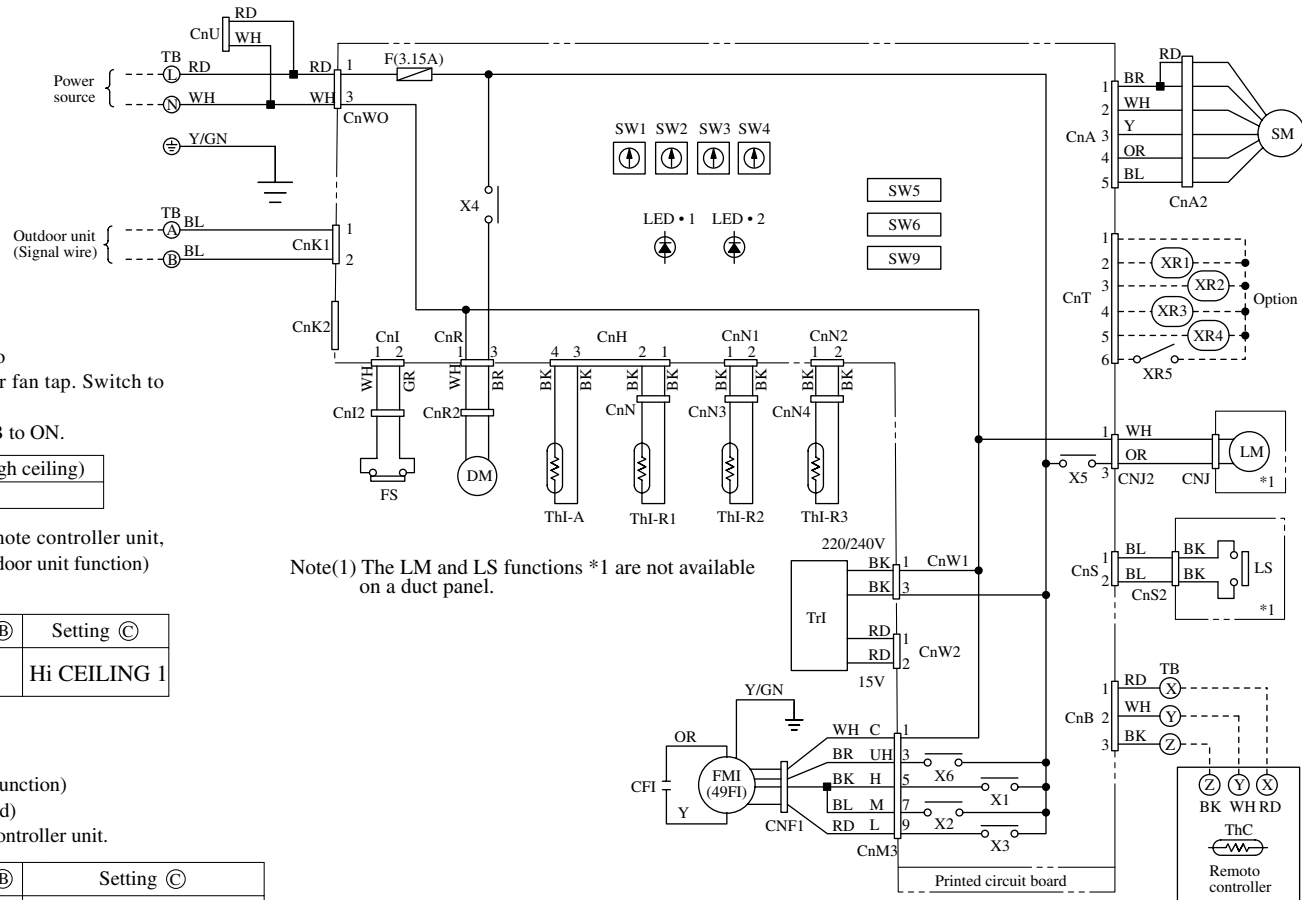 RD
CnU
WH
TB
L
RD
RD
1
F(3.15A)
Power
source
N
WH
WH
3
CnWO
Y/GN
TB
A
BL
1
Outdoor unit
(Signal wire)
CnK1
B
BL
2
CnK2
X4
SW1 SW2 SW3 SW4
LED • 1 LED • 2
SW5
SW6
SW9
RD
1 BR
2 WH
CnA 3 Y
4 OR
5 BL
SM
CnA2
1
2 XR1
3 XR2
CnT
Option
4 XR3
5 XR4
6
XR5
o
r fan tap. Switch to
to ON.
gh ceiling)
mote controller unit,
door unit function)
B Setting C
Hi CEILING 1
unction)
d)
ontroller unit.
B Setting C
CnI CnR CnH CnN1 CnN2
1 2 1 3 4 3 2 1 1 2 1 2
WH GR WH BR BK BK BK BK BK BK BK BK
CnI2 CnR2 CnN CnN3 CnN4
FS
DM
ThI-A ThI-R1 ThI-R2 ThI-R3
1 WH
OR
LM
X5 3 CNJ2 CNJ *1
Note(1) The LM and LS functions *1 are not available
on a duct panel.
220/240V
BK 1 CnW1
BK 3
TrI
RD 1
RD 2 CnW2
15V
CnS 1 BL BK
2 BL BK
LS
CnS2
*1
Y/GN
OR
CFI
FMI
(49FI)
Y
CNF1
WH C 1
BR UH 3 X6
BK H 5 X1
BL M 7 X2
RD L 9 X3
CnM3
Printed circuit board
TB
1 RD X
CnB 2 WH Y
3 BK Z
Z Y X
BK WH RD
ThC
Remoto
controller